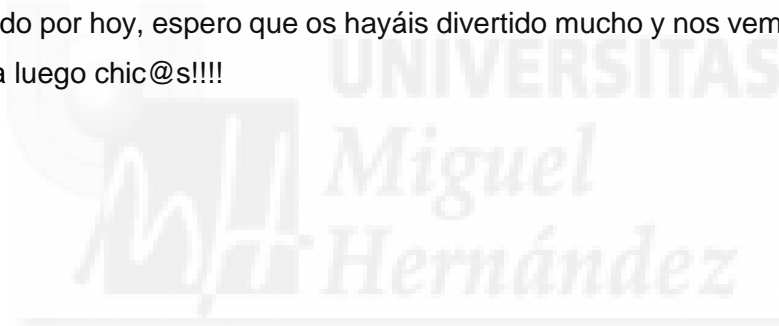 do por hoy, espero que os hayáis divertido mucho y nos vem
a luego chic@s!!!!
UNIVERSITAS
Miguel
Hernández